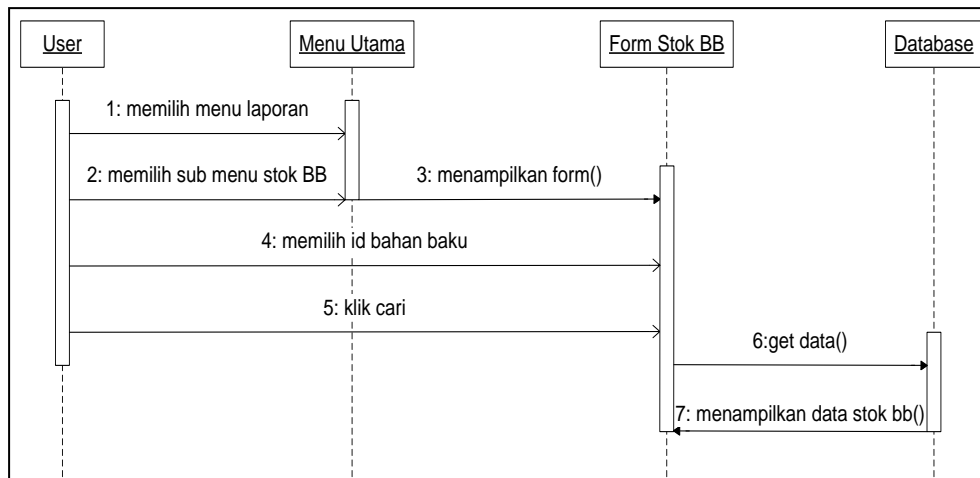 User
Menu Utama
Form Stok BB
Database
1: memilih menu laporan
2: memilih sub menu stok BB
3: menampilkan form()
4: memilih id bahan baku
5: klik cari
6:get data()
7: menampilkan data stok bb()